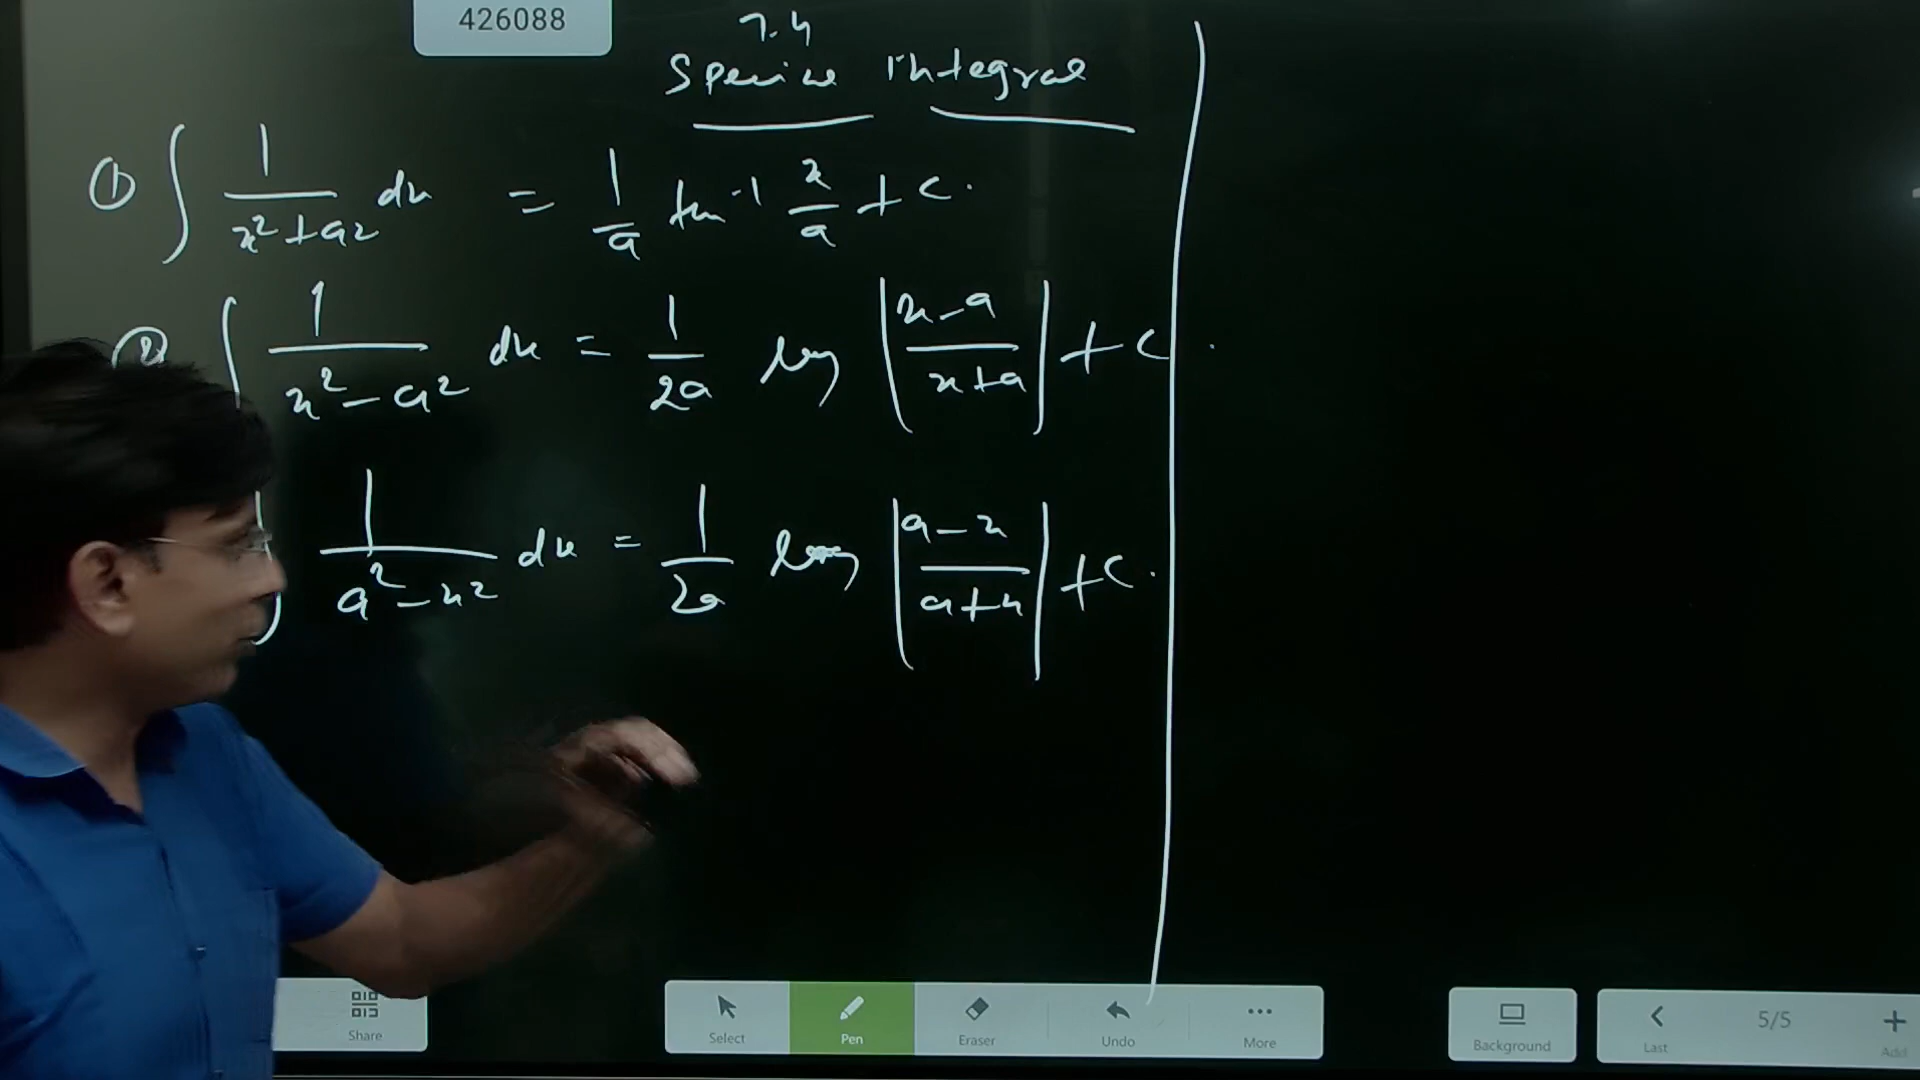 426088
7.4
Special Integral
① ∫ 1/(x²+a²) dx = 1/a tan⁻¹ x/a + c.
② ∫ 1/(x²-a²) dx = 1/2a log |(x-a)/(x+a)| + c.
∫ 1/(a²-x²) dx = 1/2a log |(a-x)/(a+x)| + c.
Share
Select
Pen
Eraser
Undo
More
Background
Last
5/5
Add